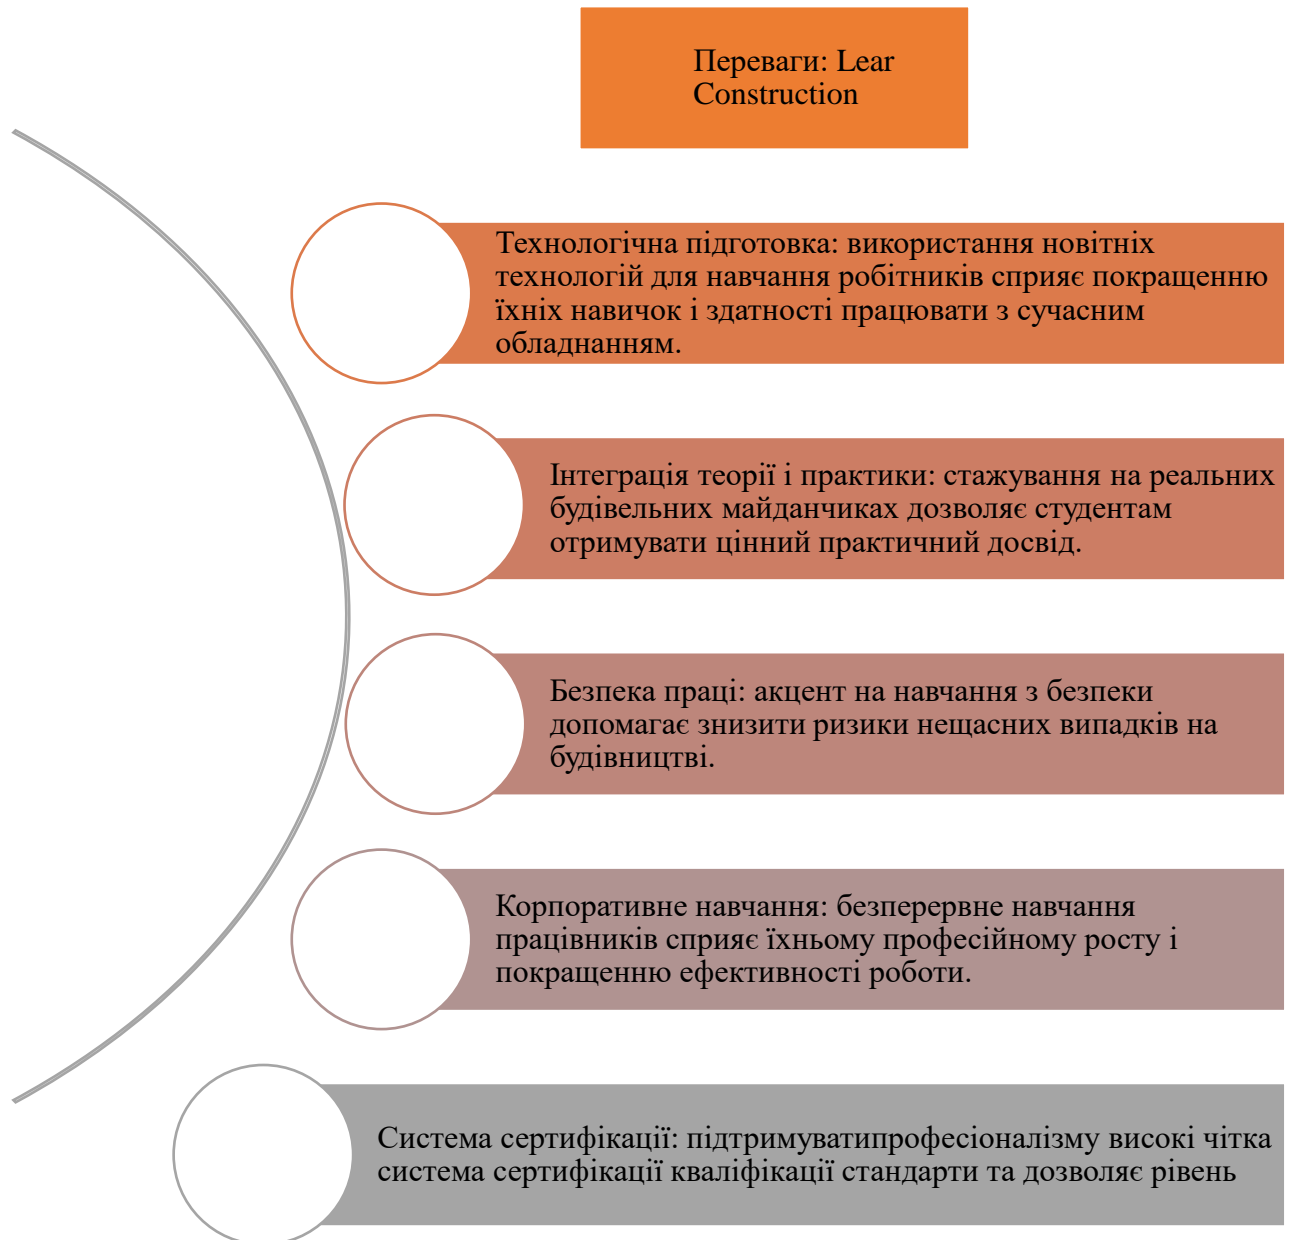 Переваги: Lear
Construction
Технологічна підготовка: використання новітніх
технологій для навчання робітників сприяє покращенню
їхніх навичок і здатності працювати з сучасним
обладнанням.
Інтеграція теорії і практики: стажування на реальних
будівельних майданчиках дозволяє студентам
отримувати цінний практичний досвід.
Безпека праці: акцент на навчання з безпеки
допомагає знизити ризики нещасних випадків на
будівництві.
Корпоративне навчання: безперервне навчання
працівників сприяє їхньому професійному росту і
покращенню ефективності роботи.
Система сертифікації: підтримуватипрофесіоналізму високі чітка
система сертифікації кваліфікації стандарти та дозволяє рівень